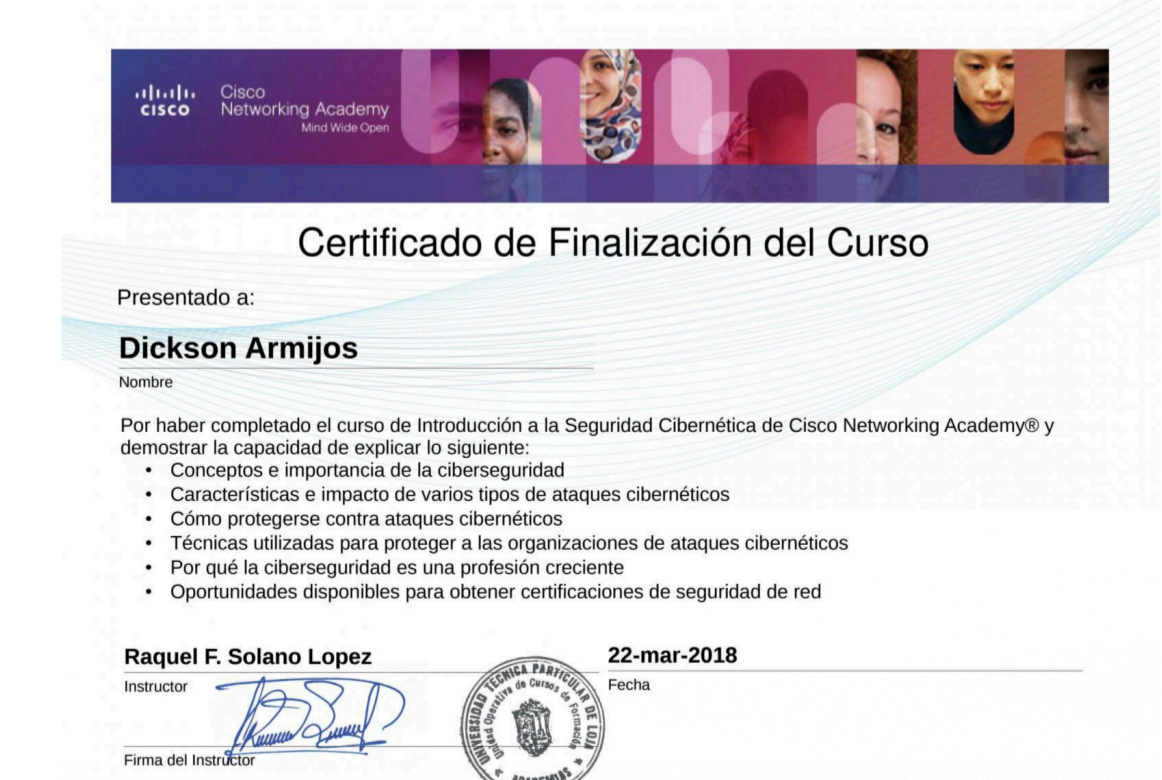 CISCO
Cisco
Networking Academy
Mind Wide Open
Certificado de Finalización del Curso
Presentado a:
Dickson Armijos
Nombre
Por haber completado el curso de Introducción a la Seguridad Cibernética de Cisco Networking Academy® y
demostrar la capacidad de explicar lo siguiente:
• Conceptos e importancia de la ciberseguridad
• Características e impacto de varios tipos de ataques cibernéticos
• Cómo protegerse contra ataques cibernéticos
• Técnicas utilizadas para proteger a las organizaciones de ataques cibernéticos
• Por qué la ciberseguridad es una profesión creciente
• Oportunidades disponibles para obtener certificaciones de seguridad de red
Raquel F. Solano Lopez
Instructor
22-mar-2018
Fecha
UNIVERSIDAD TECNICA PARTICULAR DE LOJA
Unidad Operativa de Cursos de Formación
ACADEMIAS
Firma del Instructor